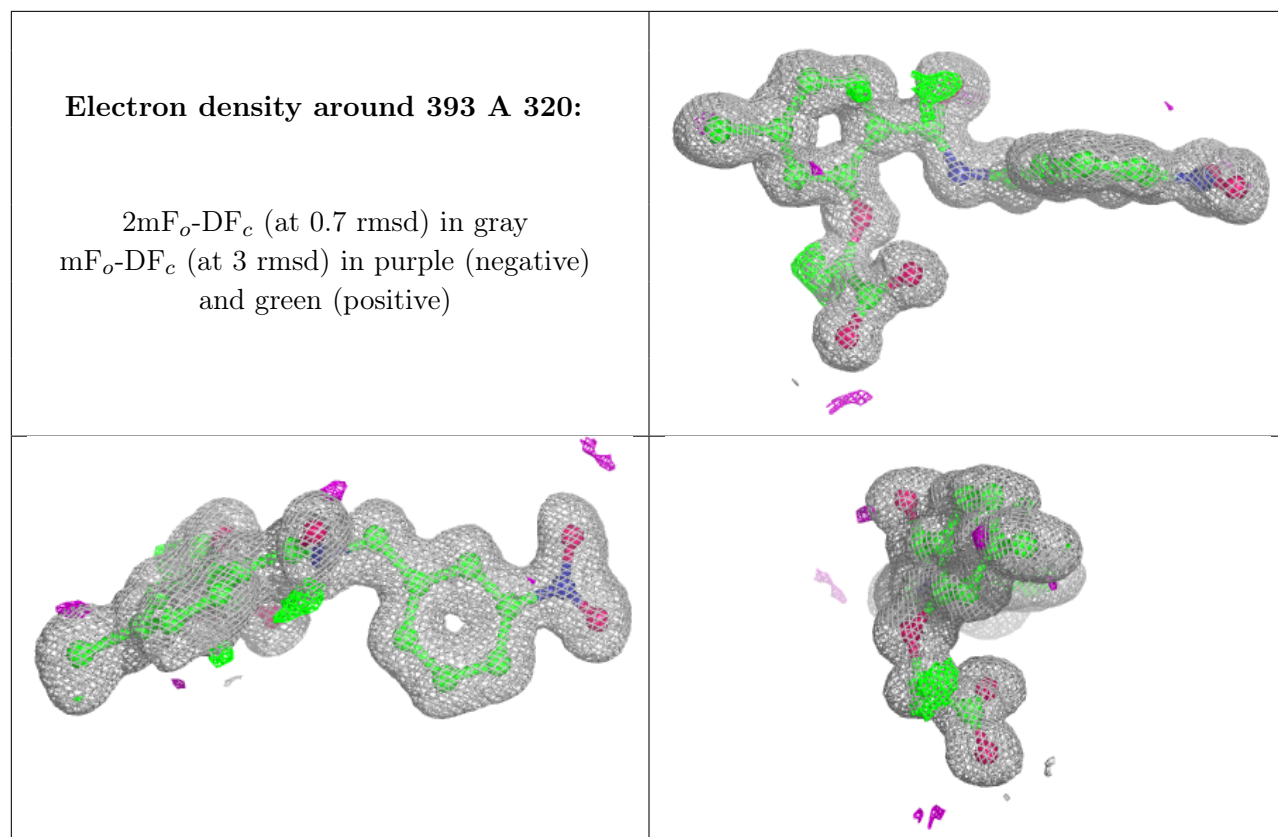 Electron density around 393 A 320:
2mFₒ-DF𝒸 (at 0.7 rmsd) in gray
mFₒ-DF𝒸 (at 3 rmsd) in purple (negative)
and green (positive)